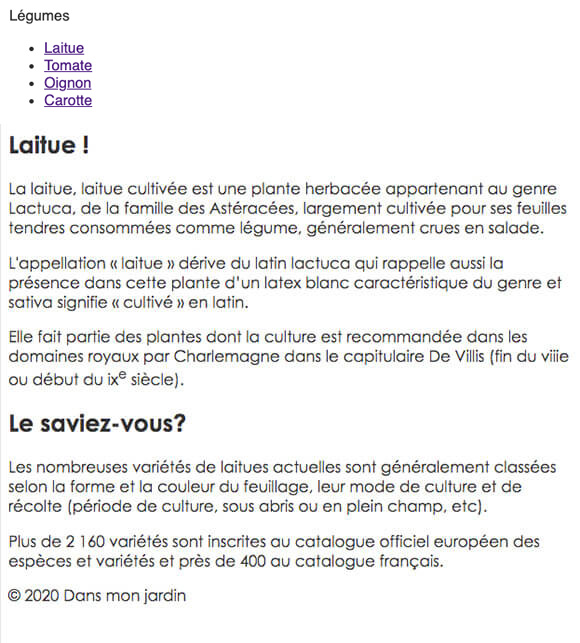 Légumes
Laitue
Tomate
Oignon
Carotte
Laitue !
La laitue, laitue cultivée est une plante herbacée appartenant au genre
Lactuca, de la famille des Astéracées, largement cultivée pour ses feuilles
tendres consommées comme légume, généralement crues en salade.
L'appellation « laitue » dérive du latin lactuca qui rappelle aussi la
présence dans cette plante d'un latex blanc caractéristique du genre et
sativa signifie « cultivé » en latin.
Elle fait partie des plantes dont la culture est recommandée dans les
domaines royaux par Charlemagne dans le capitulaire De Villis (fin du viiie
ou début du ixe siècle).
Le saviez-vous?
Les nombreuses variétés de laitues actuelles sont généralement classées
selon la forme et la couleur du feuillage, leur mode de culture et de
récolte (période de culture, sous abris ou en plein champ, etc).
Plus de 2 160 variétés sont inscrites au catalogue officiel européen des
espèces et variétés et près de 400 au catalogue français.
© 2020 Dans mon jardin